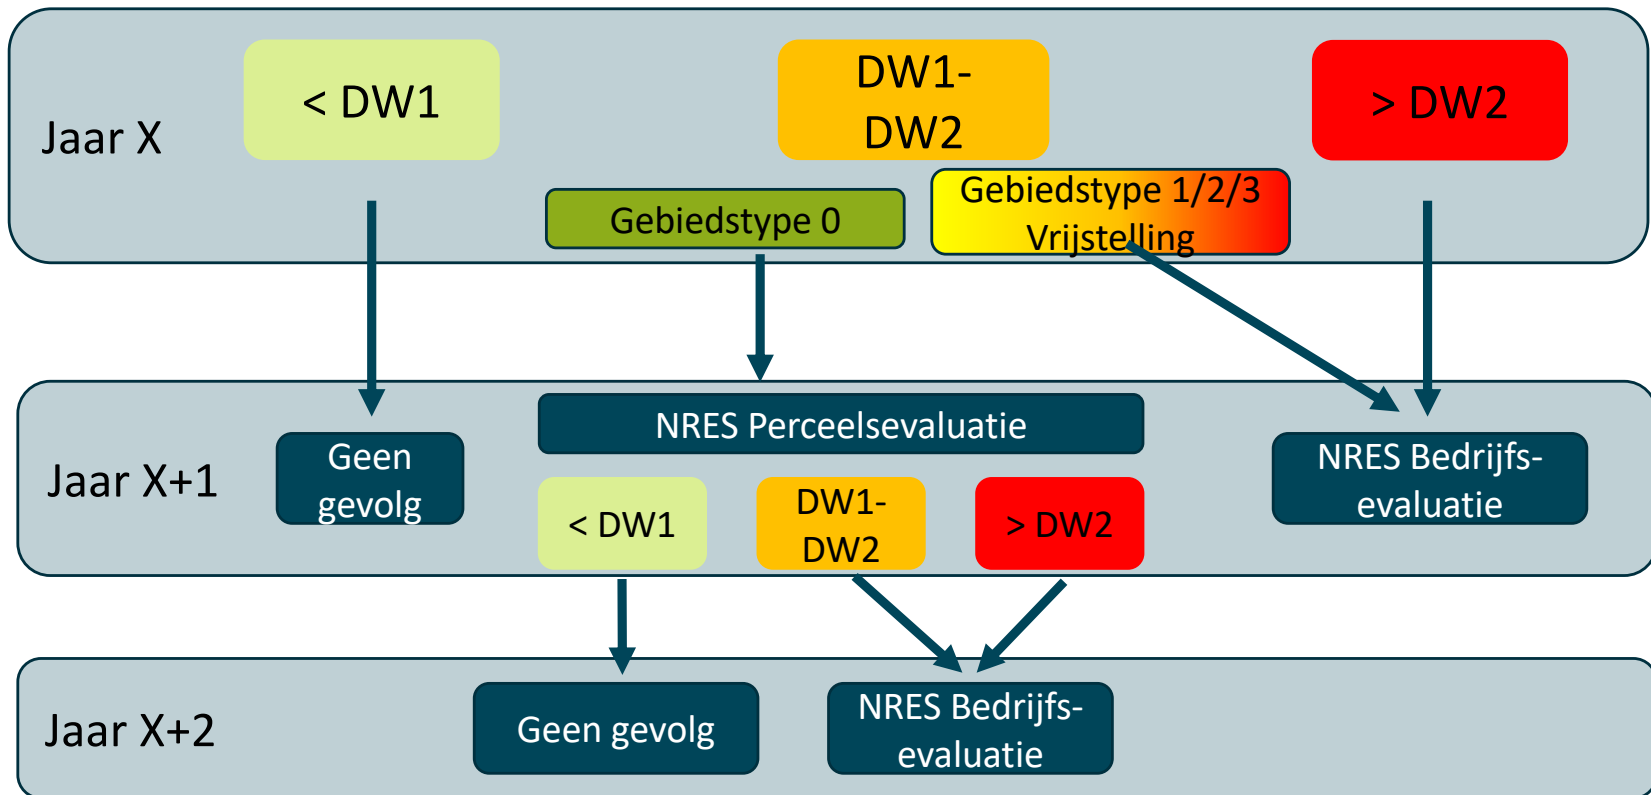 Jaar X
< DW1
DW1-
DW2
> DW2
Gebiedstype 0
Gebiedstype 1/2/3
Vrijstelling
Jaar X+1
Geen
gevolg
NRES Perceelsevaluatie
< DW1
DW1-
DW2
> DW2
NRES Bedrijfs-
evaluatie
Jaar X+2
Geen gevolg
NRES Bedrijfs-
evaluatie